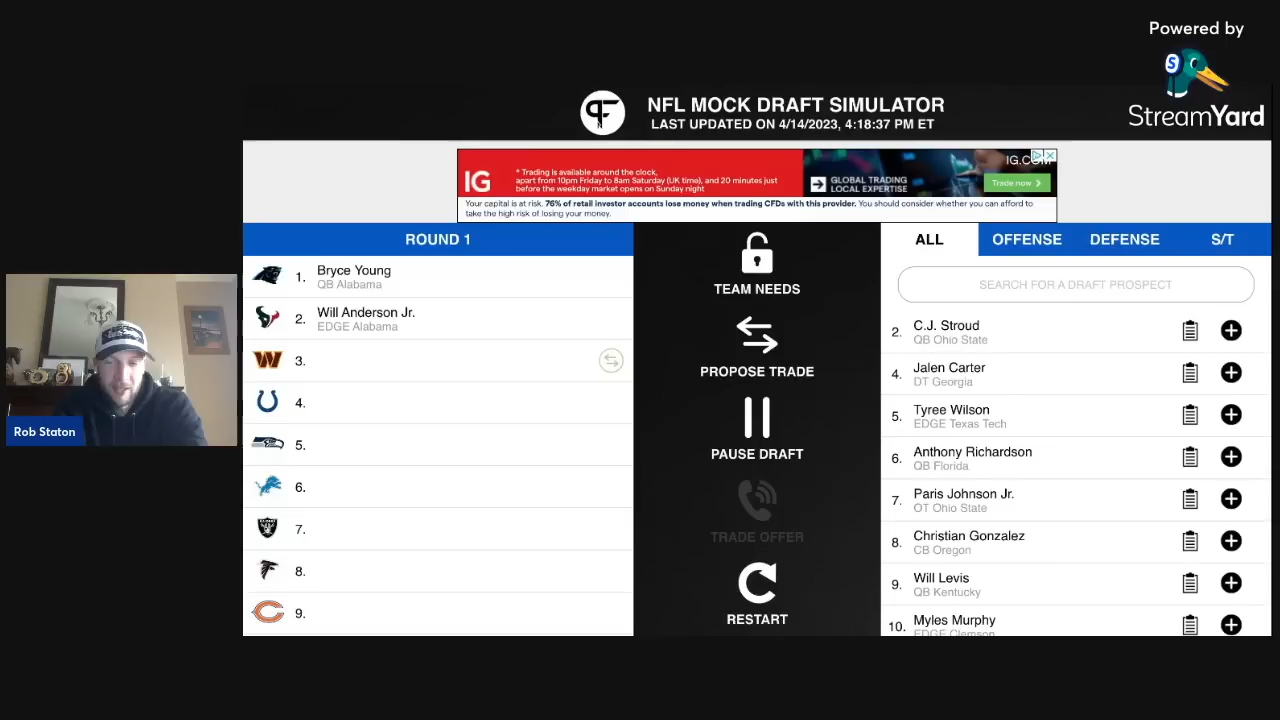 Powered by
S
StreamYard
PF
NFL MOCK DRAFT SIMULATOR
LAST UPDATED ON 4/14/2023, 4:18:37 PM ET
IG
* Trading is available around the clock,
apart from 10pm Friday to 8am Saturday (UK time), and 20 minutes just
before the weekday market opens on Sunday night
GLOBAL TRADING
LOCAL EXPERTISE
IG.COM
Trade now
Your capital is at risk. 76% of retail investor accounts lose money when trading CFDs with this provider. You should consider whether you can afford to
take the high risk of losing your money.
ROUND 1
1. Bryce Young
QB Alabama
2. Will Anderson Jr.
EDGE Alabama
W
3.
4.
5.
6.
7.
8.
9.
TEAM NEEDS
PROPOSE TRADE
PAUSE DRAFT
TRADE OFFER
RESTART
ALL OFFENSE DEFENSE S/T
SEARCH FOR A DRAFT PROSPECT
2. C.J. Stroud
QB Ohio State
4. Jalen Carter
DT Georgia
5. Tyree Wilson
EDGE Texas Tech
6. Anthony Richardson
QB Florida
7. Paris Johnson Jr.
OT Ohio State
8. Christian Gonzalez
CB Oregon
9. Will Levis
QB Kentucky
10. Myles Murphy
EDGE Clemson
Rob Staton